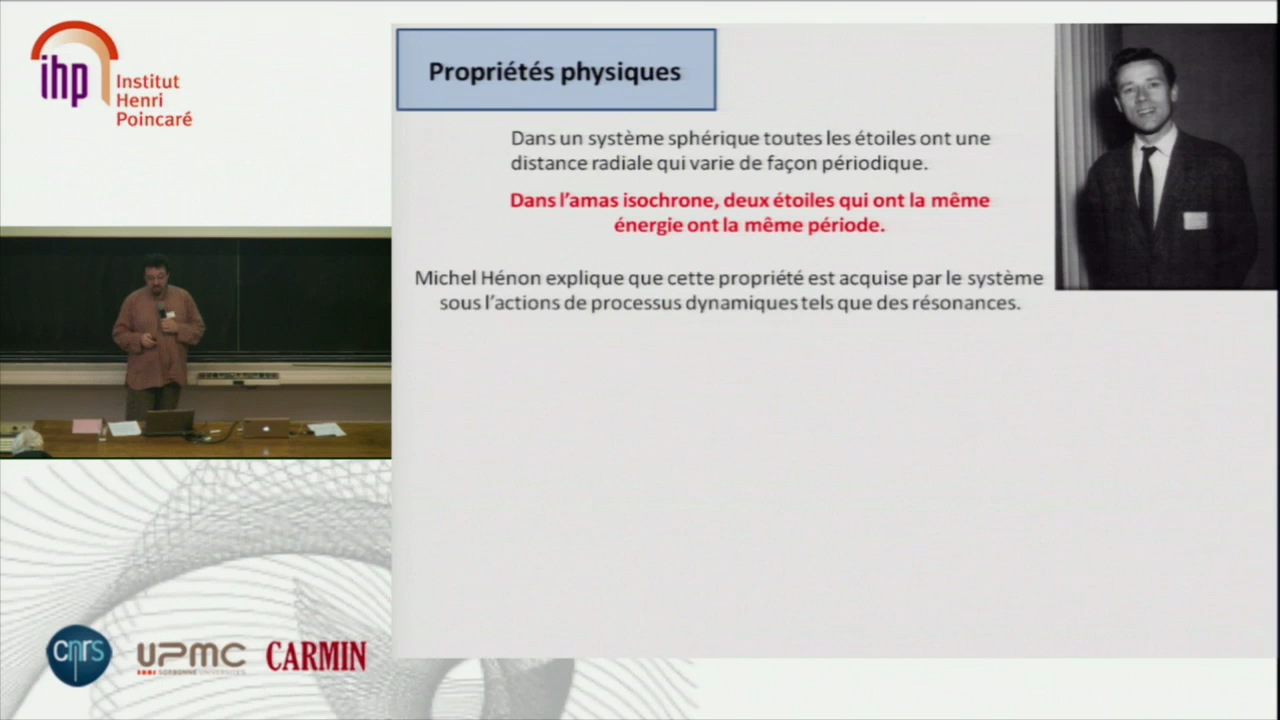 ihp
Institut
Henri
Poincaré
Propriétés physiques
Dans un système sphérique toutes les étoiles ont une
distance radiale qui varie de façon périodique.
Dans l'amas isochrone, deux étoiles qui ont la même
énergie ont la même période.
Michel Hénon explique que cette propriété est acquise par le système
sous l'actions de processus dynamiques tels que des résonances.
cnrs
UPMC
SORBONNE UNIVERSITÉS
CARMIN